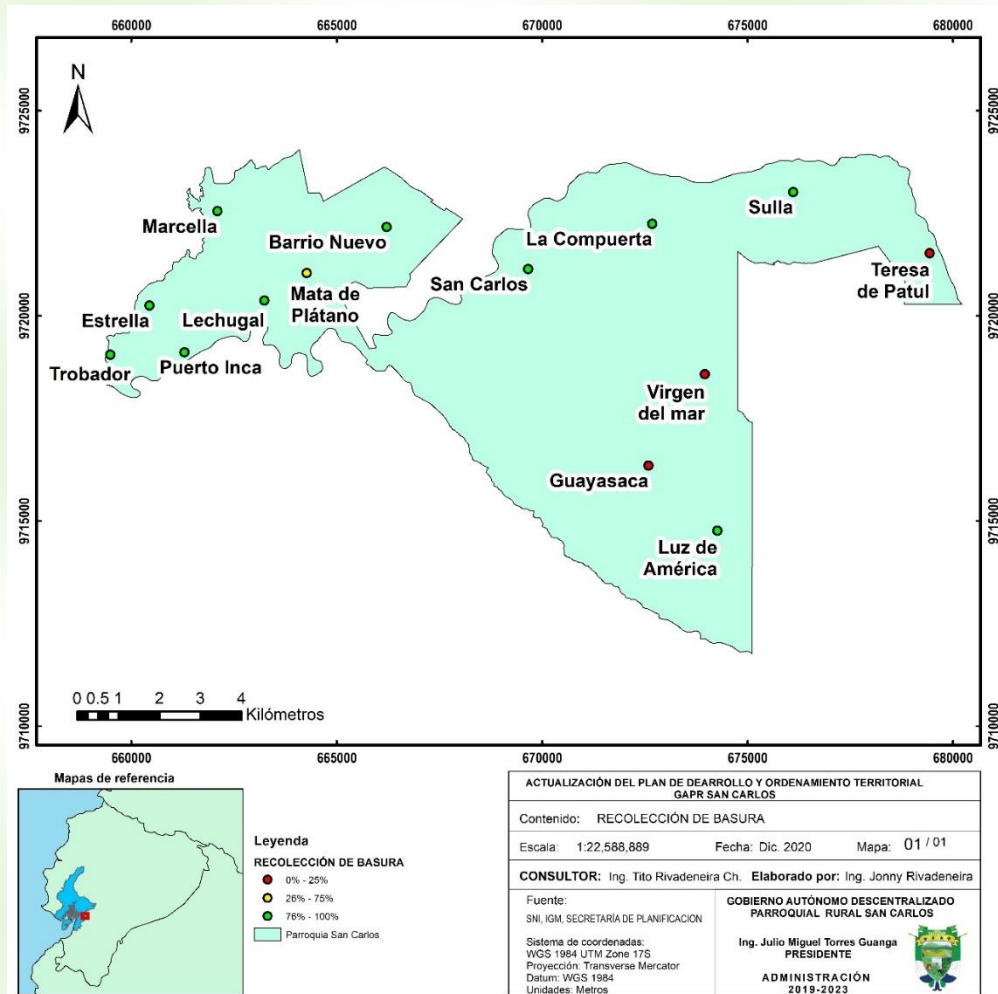 660000 665000 670000 675000 680000
N
9725000 9725000
Sulla
Marcella
La Compuerta
Barrio Nuevo
San Carlos
Teresa
de Patul
Mata de
Plátano
Estrella
Lechugal
9720000 9720000
Trobador
Puerto Inca
Virgen
del mar
Guayasaca
9715000 9715000
Luz de
América
0 0.5 1 2 3 4
Kilómetros
9710000 9710000
660000 665000 670000 675000 680000
Mapas de referencia
Leyenda
RECOLECCIÓN DE BASURA
0% - 25%
26% - 75%
76% - 100%
Parroquia San Carlos
ACTUALIZACIÓN DEL PLAN DE DEARROLLO Y ORDENAMIENTO TERRITORIAL
GAPR SAN CARLOS
Contenido: RECOLECCIÓN DE BASURA
Escala: 1:22,588,889 Fecha: Dic. 2020 Mapa: 01 / 01
CONSULTOR: Ing. Tito Rivadeneira Ch. Elaborado por: Ing. Jonny Rivadeneira
Fuente:
SNI, IGM, SECRETARÍA DE PLANIFICACION
Sistema de coordenadas:
WGS 1984 UTM Zone 17S
Proyección: Transverse Mercator
Datum: WGS 1984
Unidades: Metros
GOBIERNO AUTÓNOMO DESCENTRALIZADO
PARROQUIAL RURAL SAN CARLOS
Ing. Julio Miguel Torres Guanga
PRESIDENTE
ADMINISTRACIÓN
2019-2023